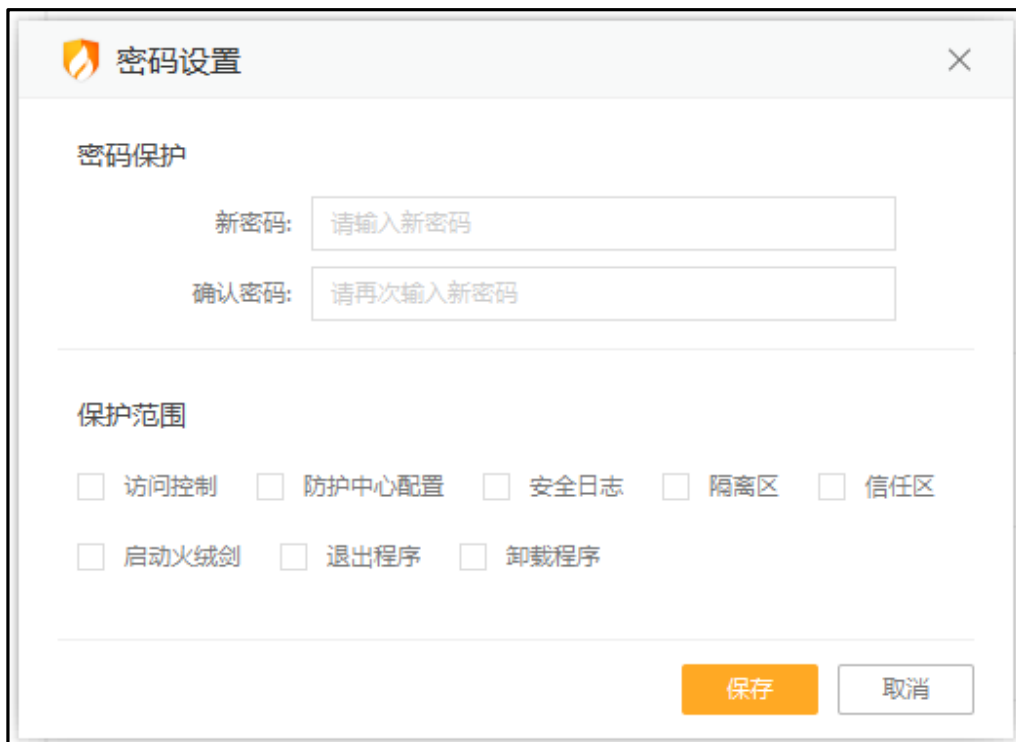 密码设置
密码保护
新密码: 请输入新密码
确认密码: 请再次输入新密码
保护范围
访问控制 防护中心配置 安全日志 隔离区 信任区
启动火绒剑 退出程序 卸载程序
保存 取消